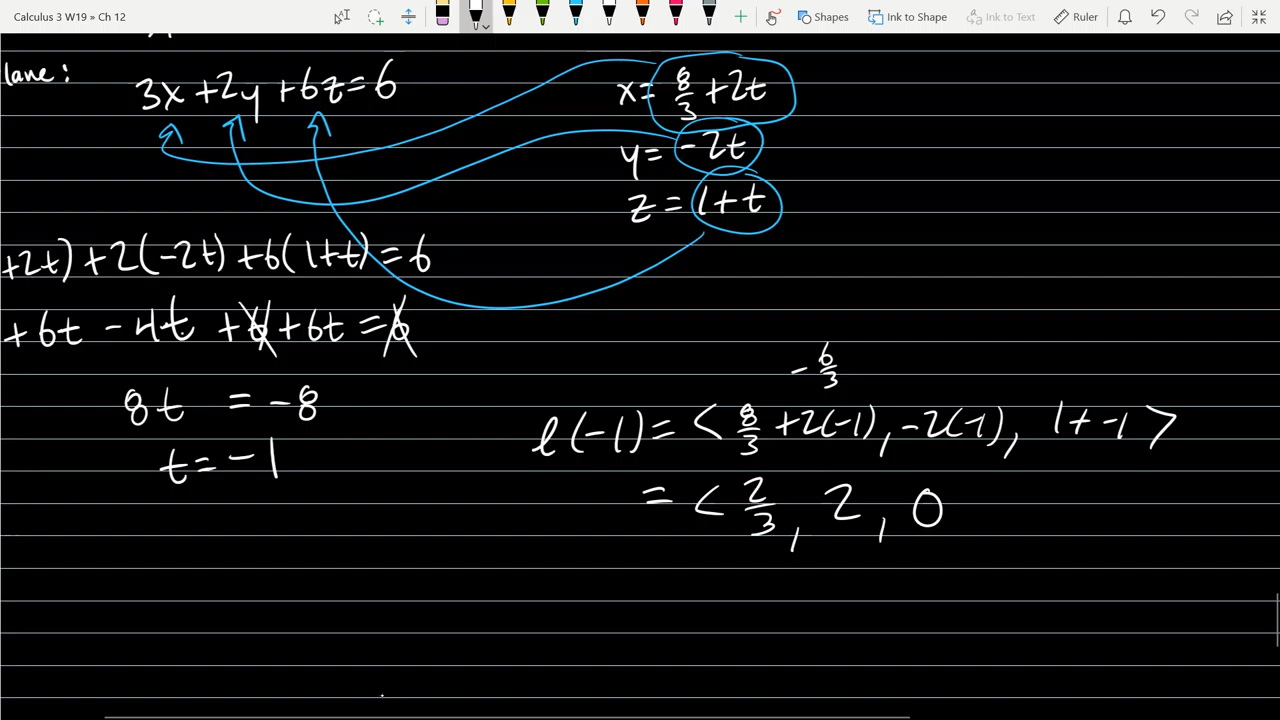 Calculus 3 W19 » Ch 12
Shapes
Ink to Shape
Ink to Text
Ruler
lane:
3x + 2y + 6z = 6
x = 8/3 + 2t
y = -2t
z = 1 + t
+2t) + 2(-2t) + 6(1+t) = 6
+ 6t - 4t + 6 + 6t = 6
8t = -8
t = -1
- 6/3
l(-1) = < 8/3 + 2(-1), -2(-1), 1 + -1 >
= < 2/3, 2, 0